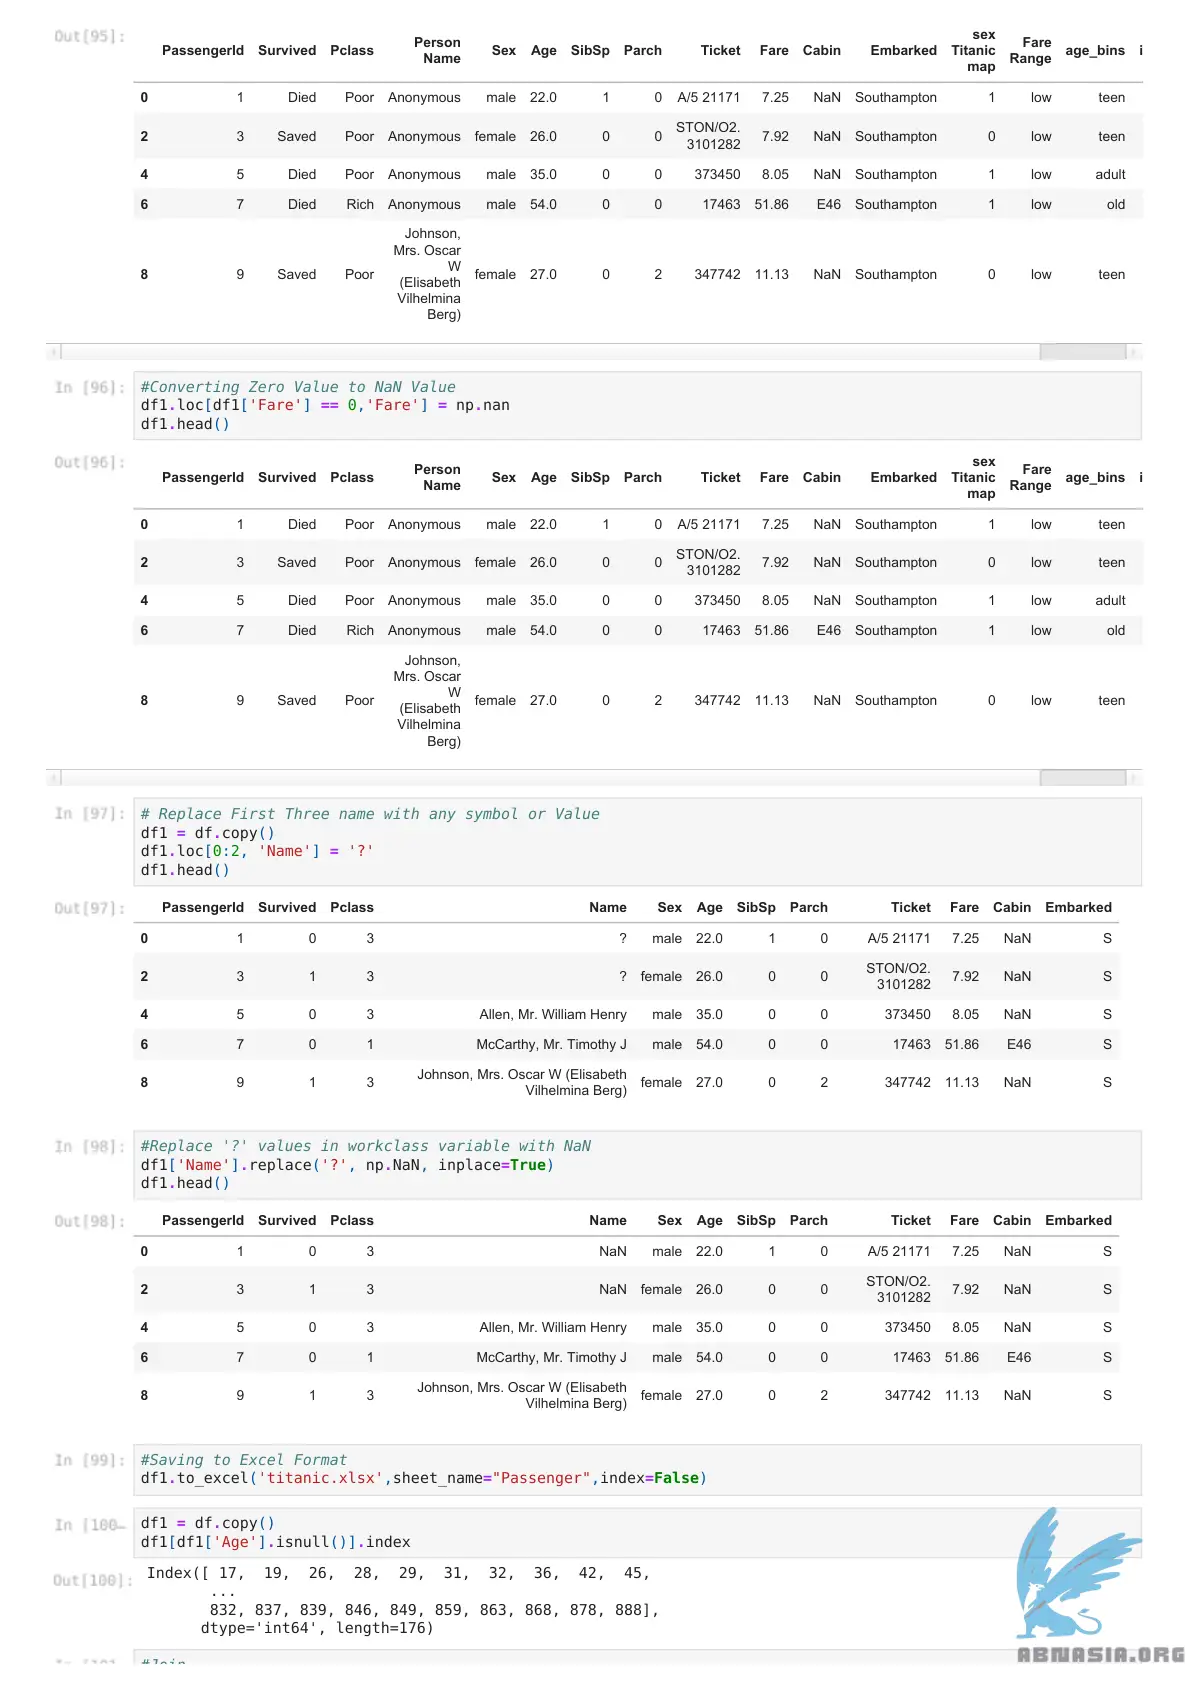 Out[95]:
PassengerId Survived Pclass Person Name Sex Age SibSp Parch Ticket Fare Cabin Embarked sex Titanic map Fare Range age_bins i
0 1 Died Poor Anonymous male 22.0 1 0 A/5 21171 7.25 NaN Southampton 1 low teen
2 3 Saved Poor Anonymous female 26.0 0 0 STON/O2. 3101282 7.92 NaN Southampton 0 low teen
4 5 Died Poor Anonymous male 35.0 0 0 373450 8.05 NaN Southampton 1 low adult
6 7 Died Rich Anonymous male 54.0 0 0 17463 51.86 E46 Southampton 1 low old
8 9 Saved Poor Johnson, Mrs. Oscar W (Elisabeth Vilhelmina Berg) female 27.0 0 2 347742 11.13 NaN Southampton 0 low teen
In [96]:
#Converting Zero Value to NaN Value
df1.loc[df1['Fare'] == 0,'Fare'] = np.nan
df1.head()
Out[96]:
PassengerId Survived Pclass Person Name Sex Age SibSp Parch Ticket Fare Cabin Embarked sex Titanic map Fare Range age_bins i
0 1 Died Poor Anonymous male 22.0 1 0 A/5 21171 7.25 NaN Southampton 1 low teen
2 3 Saved Poor Anonymous female 26.0 0 0 STON/O2. 3101282 7.92 NaN Southampton 0 low teen
4 5 Died Poor Anonymous male 35.0 0 0 373450 8.05 NaN Southampton 1 low adult
6 7 Died Rich Anonymous male 54.0 0 0 17463 51.86 E46 Southampton 1 low old
8 9 Saved Poor Johnson, Mrs. Oscar W (Elisabeth Vilhelmina Berg) female 27.0 0 2 347742 11.13 NaN Southampton 0 low teen
In [97]:
# Replace First Three name with any symbol or Value
df1 = df.copy()
df1.loc[0:2, 'Name'] = '?'
df1.head()
Out[97]:
PassengerId Survived Pclass Name Sex Age SibSp Parch Ticket Fare Cabin Embarked
0 1 0 3 ? male 22.0 1 0 A/5 21171 7.25 NaN S
2 3 1 3 ? female 26.0 0 0 STON/O2. 3101282 7.92 NaN S
4 5 0 3 Allen, Mr. William Henry male 35.0 0 0 373450 8.05 NaN S
6 7 0 1 McCarthy, Mr. Timothy J male 54.0 0 0 17463 51.86 E46 S
8 9 1 3 Johnson, Mrs. Oscar W (Elisabeth Vilhelmina Berg) female 27.0 0 2 347742 11.13 NaN S
In [98]:
#Replace '?' values in workclass variable with NaN
df1['Name'].replace('?', np.NaN, inplace=True)
df1.head()
Out[98]:
PassengerId Survived Pclass Name Sex Age SibSp Parch Ticket Fare Cabin Embarked
0 1 0 3 NaN male 22.0 1 0 A/5 21171 7.25 NaN S
2 3 1 3 NaN female 26.0 0 0 STON/O2. 3101282 7.92 NaN S
4 5 0 3 Allen, Mr. William Henry male 35.0 0 0 373450 8.05 NaN S
6 7 0 1 McCarthy, Mr. Timothy J male 54.0 0 0 17463 51.86 E46 S
8 9 1 3 Johnson, Mrs. Oscar W (Elisabeth Vilhelmina Berg) female 27.0 0 2 347742 11.13 NaN S
In [99]:
#Saving to Excel Format
df1.to_excel('titanic.xlsx',sheet_name="Passenger",index=False)
In [100…
df1 = df.copy()
df1[df1['Age'].isnull()].index
Out[100]:
Index([ 17, 19, 26, 28, 29, 31, 32, 36, 42, 45,
...
832, 837, 839, 846, 849, 859, 863, 868, 878, 888],
dtype='int64', length=176)
ABNASIA.ORG